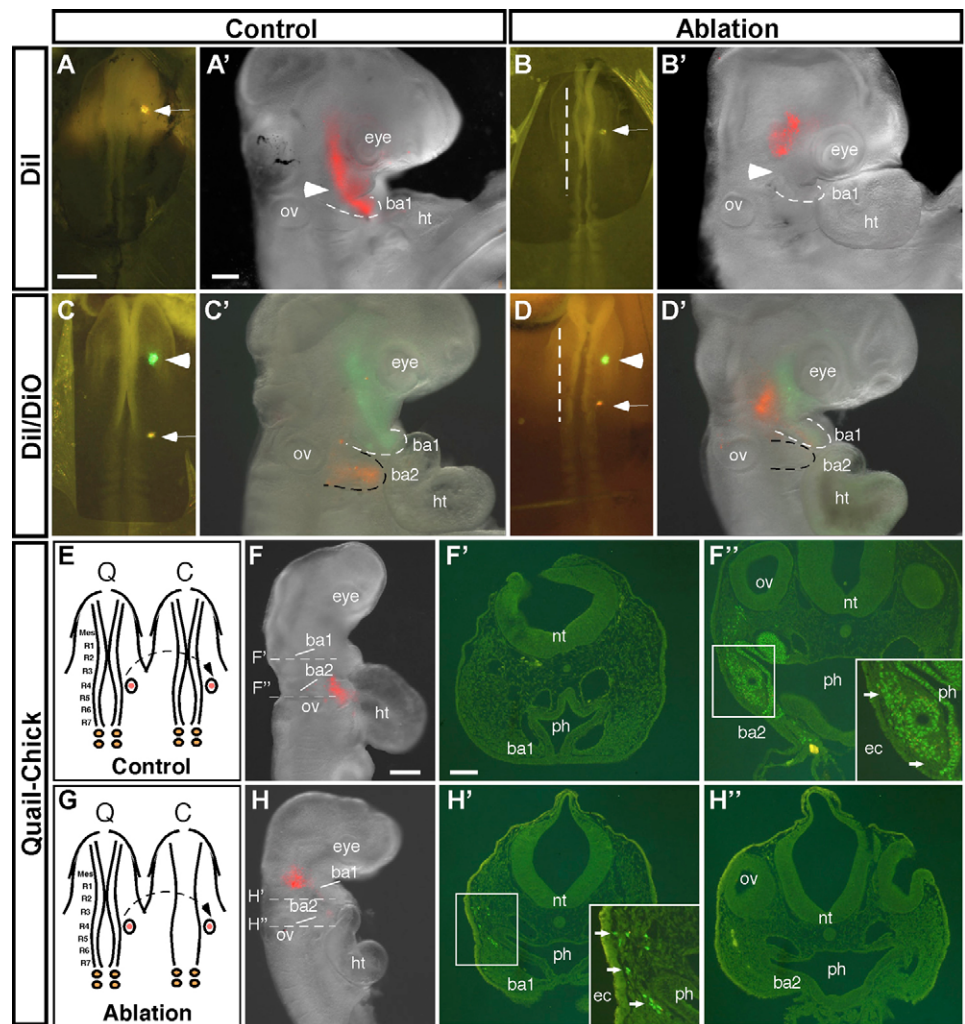 Control
Ablation
DiI
A
A'
eye
ba1
ov
ht
B
B'
eye
ba1
ov
ht
DiI/DiO
C
C'
eye
ba1
ov
ba2
ht
D
D'
eye
ba1
ov
ba2
ht
Quail-Chick
E
Q C
Mes
R1
R2
R3
R4
R5
R6
R7
Control
F
eye
ba1
F'
ba2
F''
ov
ht
F'
nt
ph
ba1
F''
ov
nt
ph
ba2
ph
ec
G
Q C
Mes
R1
R2
R3
R4
R5
R6
R7
Ablation
H
eye
ba1
H'
ba2
H''
ov
ht
H'
nt
ph
ba1
ec
ph
H''
ov
nt
ph
ba2